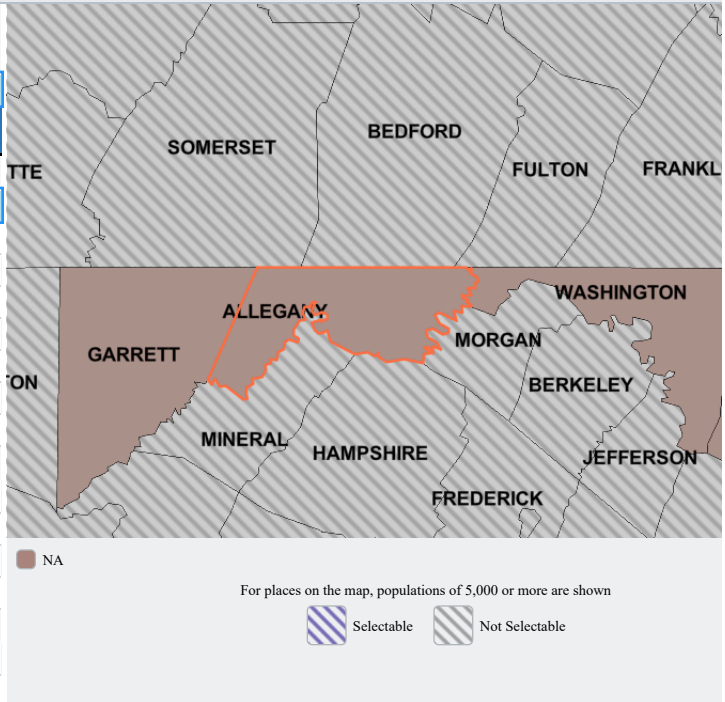 BEDFORD
SOMERSET
TTE
FULTON
FRANKL
WASHINGTON
ALLEGANY
MORGAN
GARRETT
TON
BERKELEY
MINERAL
HAMPSHIRE
JEFFERSON
FREDERICK
NA
For places on the map, populations of 5,000 or more are shown
Selectable
Not Selectable